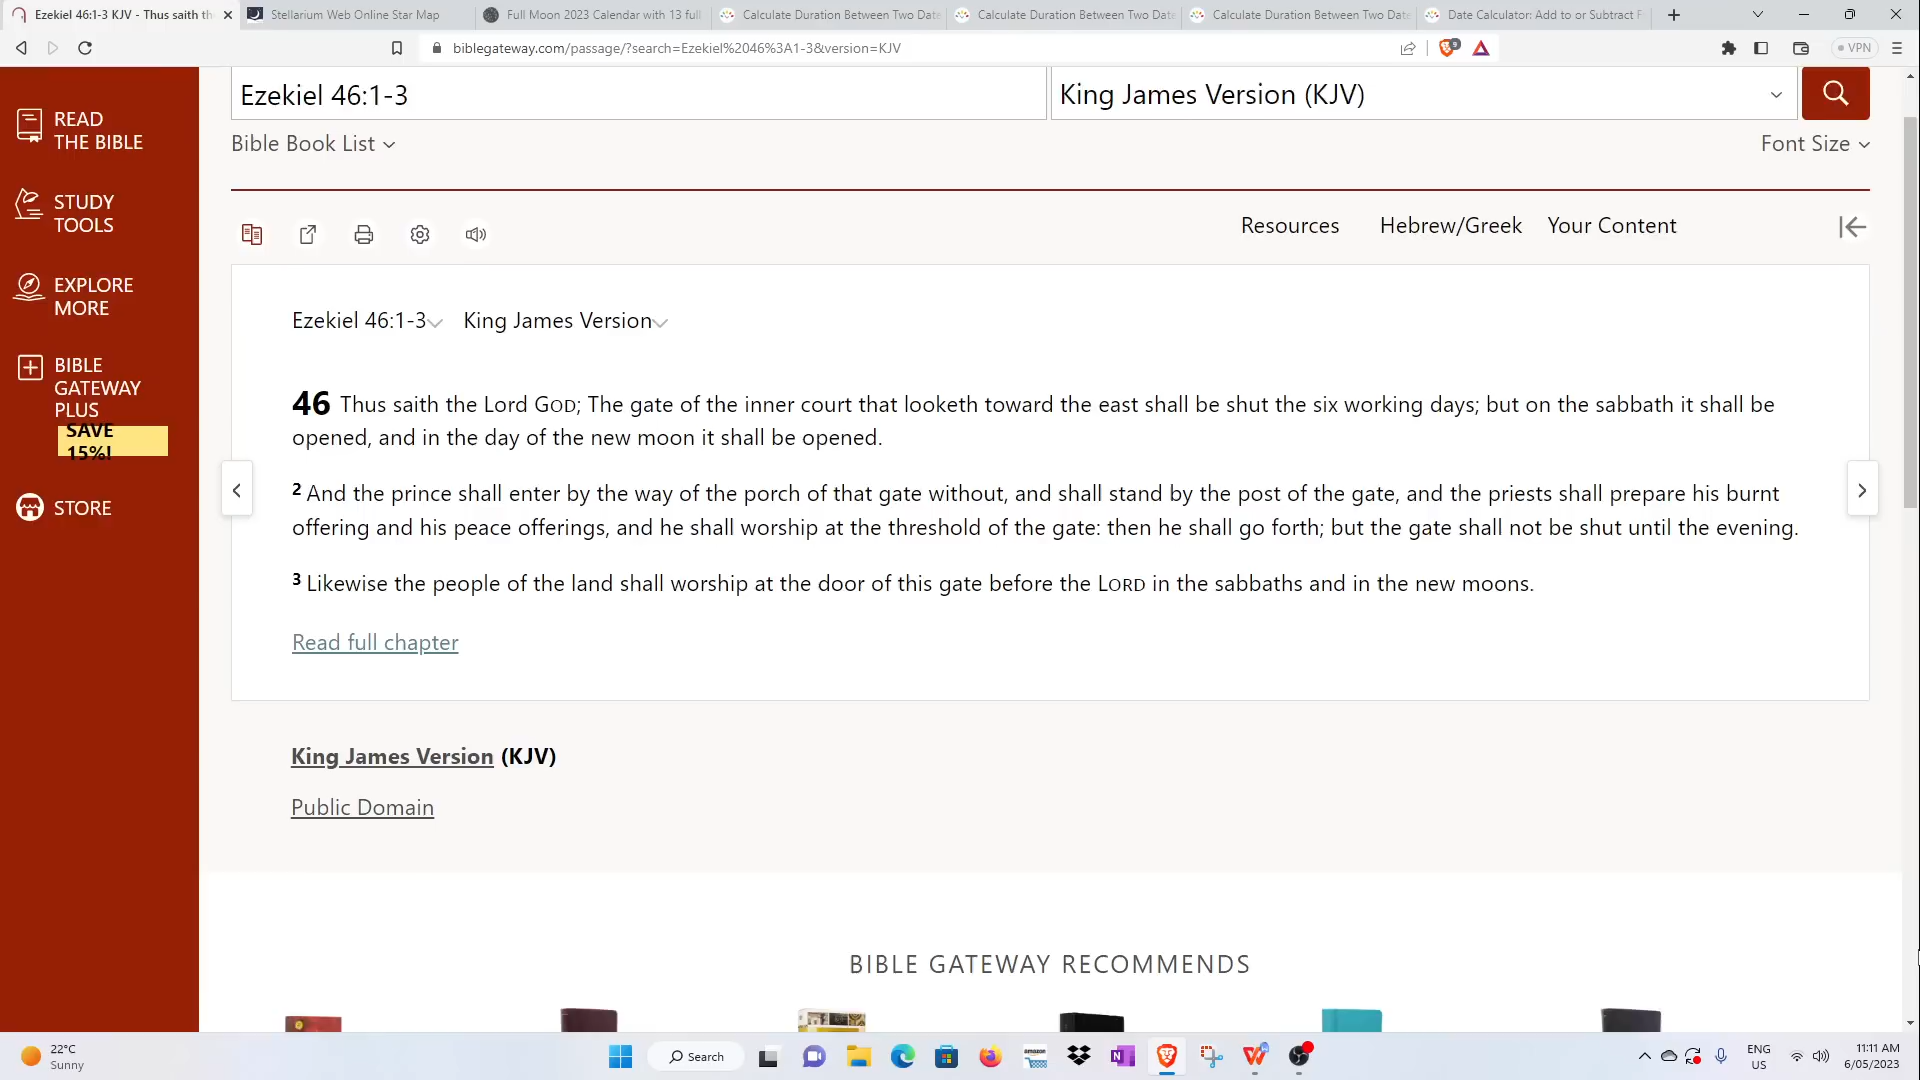 Ezekiel 46:1-3 KJV - Thus saith th
Stellarium Web Online Star Map
Full Moon 2023 Calendar with 13 full
Calculate Duration Between Two Date
Calculate Duration Between Two Date
Calculate Duration Between Two Date
Date Calculator: Add to or Subtract F
biblegateway.com/passage/?search=Ezekiel%2046%3A1-3&version=KJV
9
VPN
Ezekiel 46:1-3
King James Version (KJV)
Bible Book List
Font Size
READ
THE BIBLE
STUDY
TOOLS
EXPLORE
MORE
BIBLE
GATEWAY
PLUS
SAVE
15%!
STORE
Resources
Hebrew/Greek
Your Content
Ezekiel 46:1-3
King James Version
46 Thus saith the Lord GOD; The gate of the inner court that looketh toward the east shall be shut the six working days; but on the sabbath it shall be
opened, and in the day of the new moon it shall be opened.
2 And the prince shall enter by the way of the porch of that gate without, and shall stand by the post of the gate, and the priests shall prepare his burnt
offering and his peace offerings, and he shall worship at the threshold of the gate: then he shall go forth; but the gate shall not be shut until the evening.
3 Likewise the people of the land shall worship at the door of this gate before the LORD in the sabbaths and in the new moons.
Read full chapter
King James Version (KJV)
Public Domain
BIBLE GATEWAY RECOMMENDS
22°C
Sunny
Search
amazon
ENG
US
11:11 AM
6/05/2023